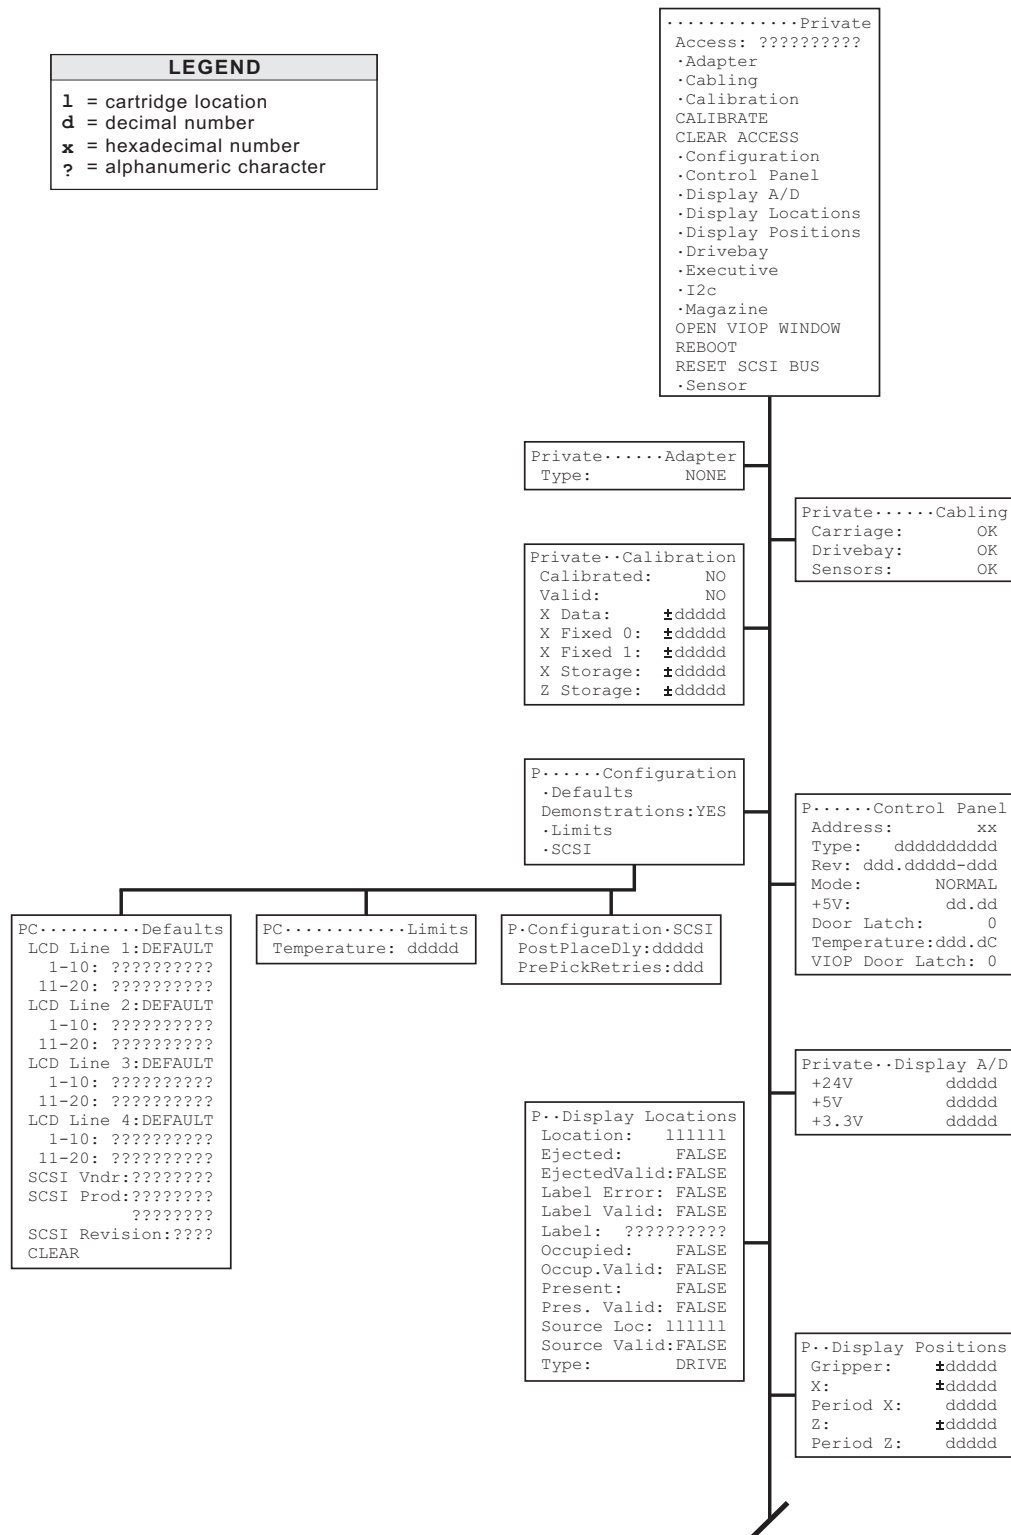 LEGEND
l = cartridge location
d = decimal number
x = hexadecimal number
? = alphanumeric character
·············Private
Access: ??????????
·Adapter
·Cabling
·Calibration
CALIBRATE
CLEAR ACCESS
·Configuration
·Control Panel
·Display A/D
·Display Locations
·Display Positions
·Drivebay
·Executive
·I2c
·Magazine
OPEN VIOP WINDOW
REBOOT
RESET SCSI BUS
·Sensor
Private······Adapter
Type: NONE
Private······Cabling
Carriage: OK
Drivebay: OK
Sensors: OK
Private··Calibration
Calibrated: NO
Valid: NO
X Data: ±ddddd
X Fixed 0: ±ddddd
X Fixed 1: ±ddddd
X Storage: ±ddddd
Z Storage: ±ddddd
P······Configuration
·Defaults
Demonstrations:YES
·Limits
·SCSI
P······Control Panel
Address: xx
Type: dddddddddd
Rev: ddd.ddddd-ddd
Mode: NORMAL
+5V: dd.dd
Door Latch: 0
Temperature:ddd.dC
VIOP Door Latch: 0
PC··········Defaults
LCD Line 1:DEFAULT
1-10: ??????????
11-20: ??????????
LCD Line 2:DEFAULT
1-10: ??????????
11-20: ??????????
LCD Line 3:DEFAULT
1-10: ??????????
11-20: ??????????
LCD Line 4:DEFAULT
1-10: ??????????
11-20: ??????????
SCSI Vndr:????????
SCSI Prod:????????
????????
SCSI Revision:????
CLEAR
PC············Limits
Temperature: ddddd
P·Configuration·SCSI
PostPlaceDly:ddddd
PrePickRetries:ddd
Private··Display A/D
+24V ddddd
+5V ddddd
+3.3V ddddd
P··Display Locations
Location: llllll
Ejected: FALSE
EjectedValid:FALSE
Label Error: FALSE
Label Valid: FALSE
Label: ??????????
Occupied: FALSE
Occup.Valid: FALSE
Present: FALSE
Pres. Valid: FALSE
Source Loc: llllll
Source Valid:FALSE
Type: DRIVE
P··Display Positions
Gripper: ±ddddd
X: ±ddddd
Period X: ddddd
Z: ±ddddd
Period Z: ddddd